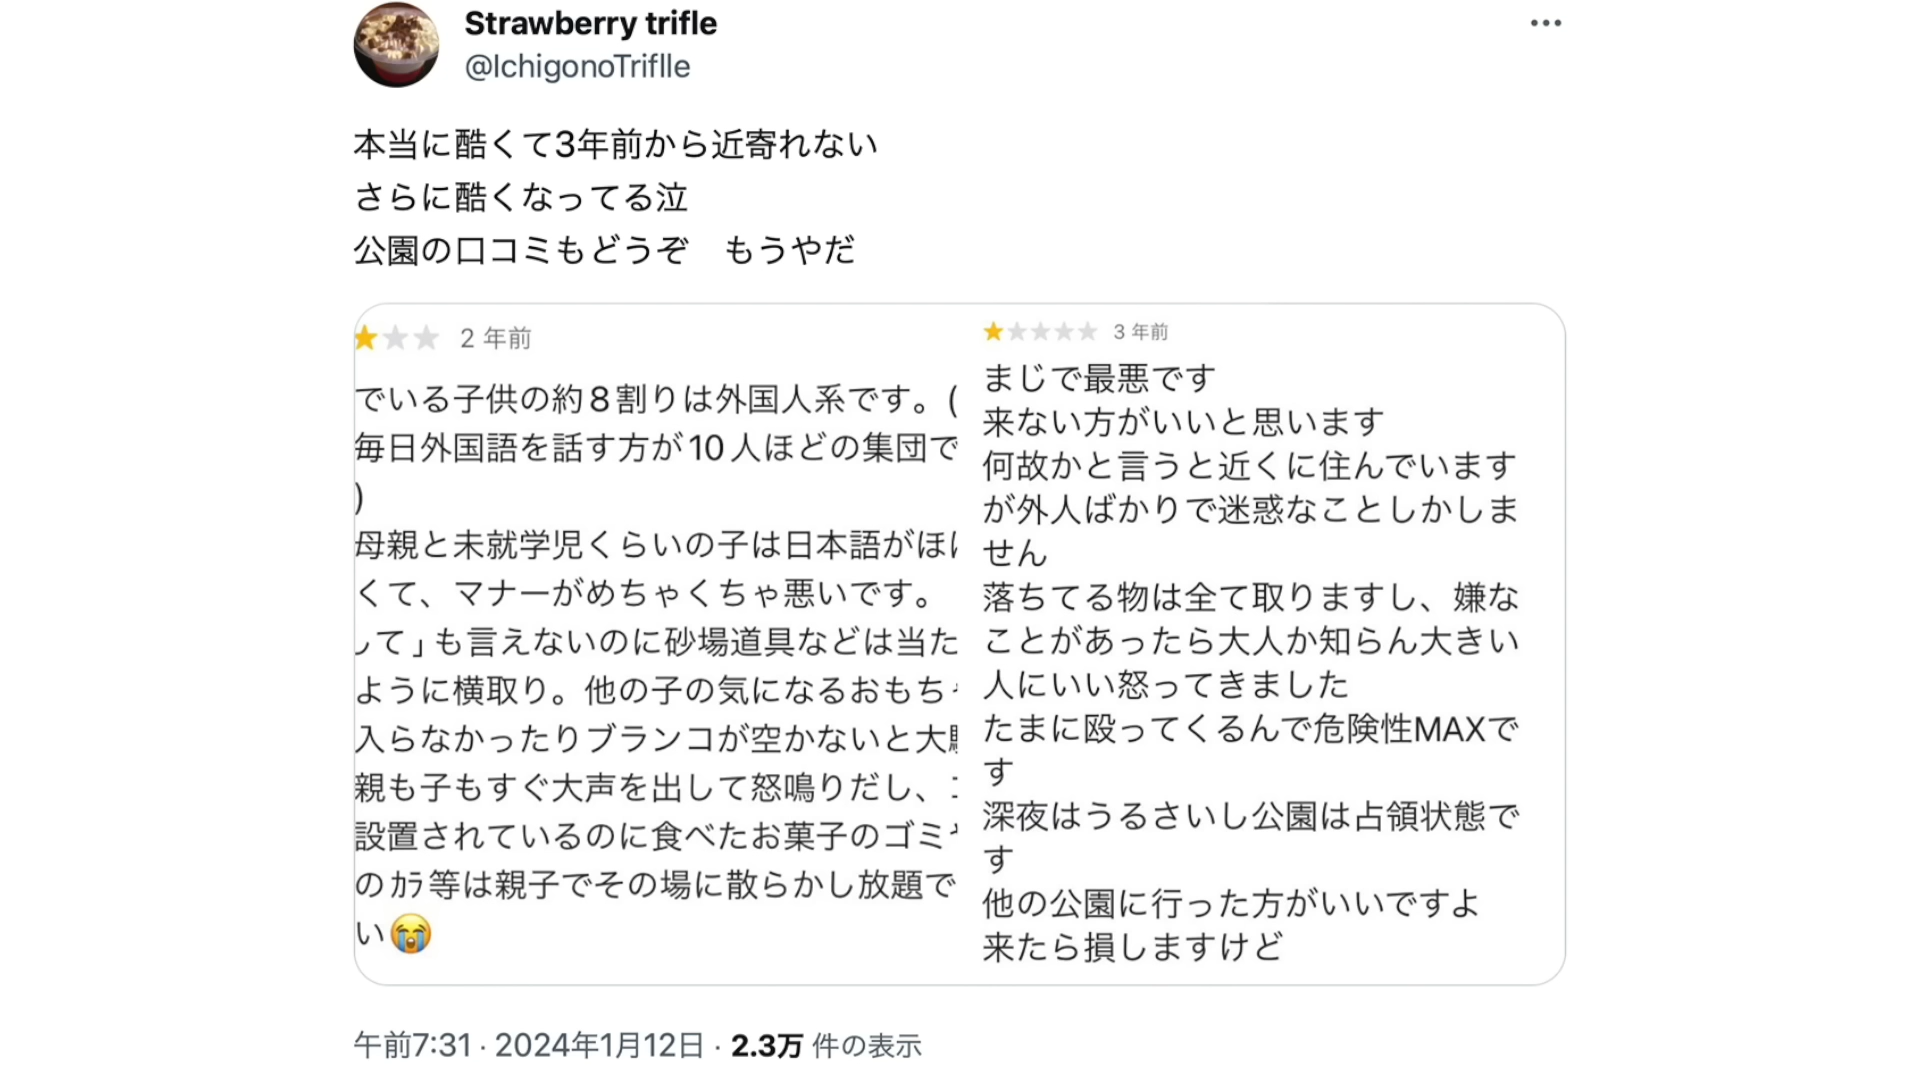 Strawberry trifle
@IchigonoTriflle
本当に酷くて3年前から近寄れない
さらに酷くなってる泣
公園の口コミもどうぞ　もうやだ
2 年前
でいる子供の約8割りは外国人系です。(
毎日外国語を話す方が10人ほどの集団で
)
母親と未就学児くらいの子は日本語がほ
くて、マナーがめちゃくちゃ悪いです。
して」も言えないのに砂場道具などは当た
ように横取り。他の子の気になるおもち
入らなかったりブランコが空かないと大
親も子もすぐ大声を出して怒鳴りだし、
設置されているのに食べたお菓子のゴミ
のｶﾗ等は親子でその場に散らかし放題で
い😭
3 年前
まじで最悪です
来ない方がいいと思います
何故かと言うと近くに住んでいます
が外人ばかりで迷惑なことしかしま
せん
落ちてる物は全て取りますし、嫌な
ことがあったら大人か知らん大きい
人にいい怒ってきました
たまに殴ってくるんで危険性MAXで
す
深夜はうるさいし公園は占領状態で
す
他の公園に行った方がいいですよ
来たら損しますけど
午前7:31 · 2024年1月12日 · 2.3万 件の表示